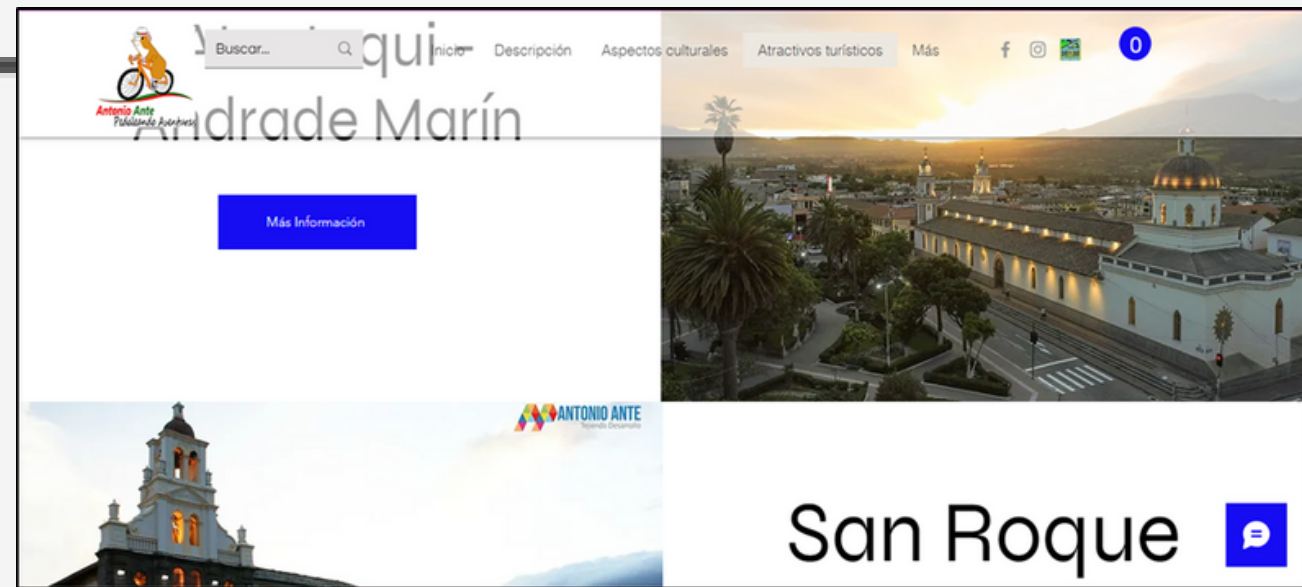 Buscar...
qui -
Inicio
Descripción
Aspectos culturales
Atractivos turísticos
Más
0
Antonio Ante
Pedaleando Aventuras
Andrade Marín
Más Información
ANTONIO ANTE
Tejiendo Desarrollo
San Roque